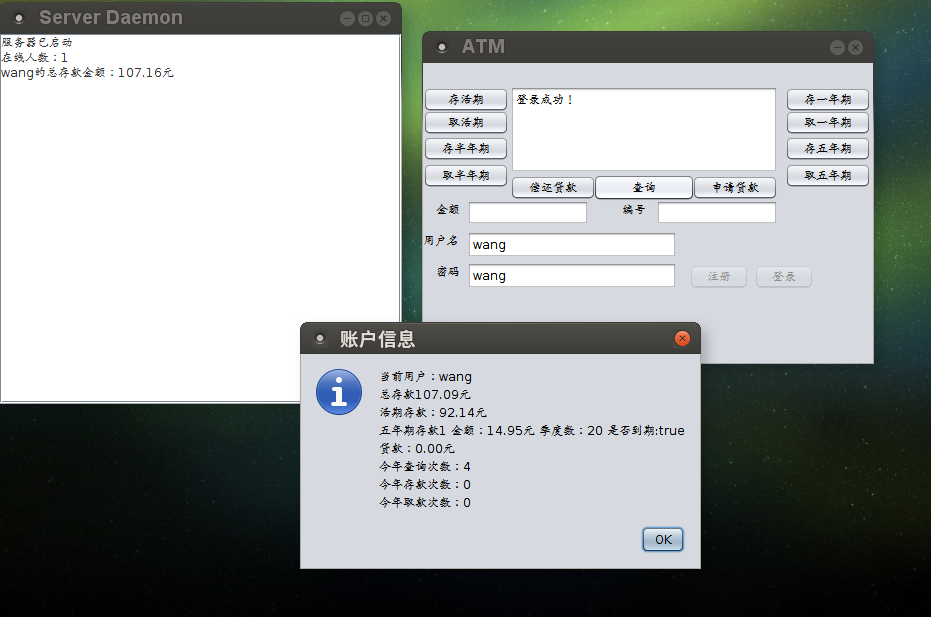 Server Daemon
服务器已启动
在线人数：1
wang的总存款金额：107.16元
ATM
存活期
登录成功！
存一年期
取活期
取一年期
存半年期
存五年期
取半年期
取五年期
偿还贷款
查询
申请贷款
金额
编号
用户名
wang
密码
wang
注册
登录
账户信息
当前用户：wang
总存款107.09元
活期存款：92.14元
五年期存款1 金额：14.95元 季度数：20 是否到期:true
贷款：0.00元
今年查询次数：4
今年存款次数：0
今年取款次数：0
OK